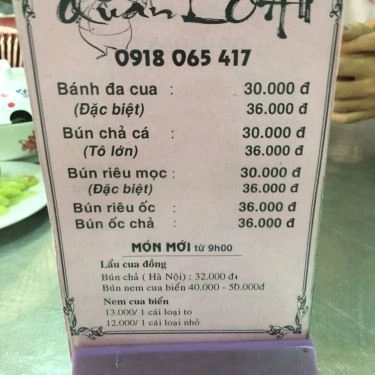 Quán LOAN
0918 065 417
Bánh đa cua : 30.000 đ
(Đặc biệt) 36.000 đ
Bún chả cá : 30.000 đ
(Tô lớn) 36.000 đ
Bún riêu mọc : 30.000 đ
(Đặc biệt) 36.000 đ
Bún riêu ốc : 36.000 đ
Bún ốc chả : 36.000 đ
MÓN MỚI từ 9h00
Lẩu cua đồng
Bún chả ( Hà Nội) : 32.000 đ
Bún nem cua biển 40.000 - 50.000đ
Nem cua biển
13.000/ 1 cái loại to
12.000/ 1 cái loại nhỏ